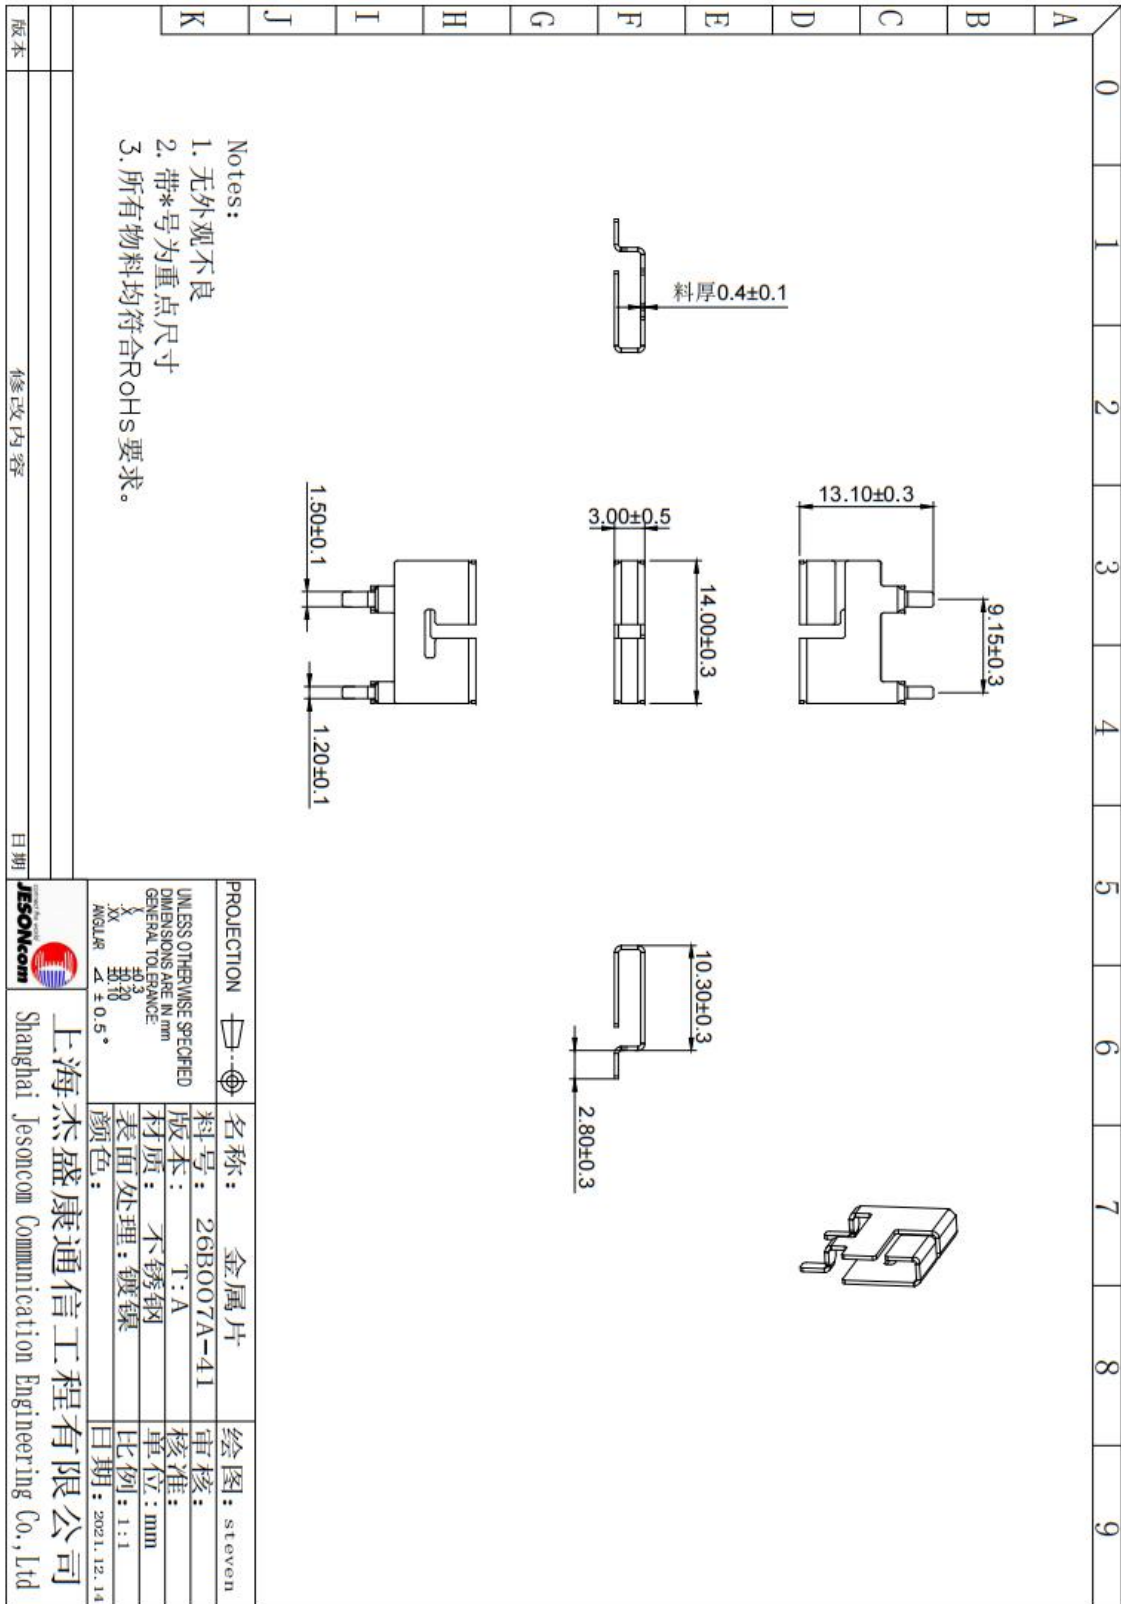 0 1 2 3 4 5 6 7 8 9
A
B
C
D
E
F
G
H
I
J
K
9.15±0.3
13.10±0.3
14.00±0.3
3.00±0.5
1.50±0.1
1.20±0.1
料厚0.4±0.1
10.30±0.3
2.80±0.3
Notes:
1. 无外观不良
2. 带*号为重点尺寸
3. 所有物料均符合RoHs要求。
版本 修改内容 日期
PROJECTION
UNLESS OTHERWISE SPECIFIED
DIMENSIONS ARE IN mm
GENERAL TOLERANCE:
.X ±0.3
.X ±0.20
.XX ±0.10
ANGULAR ∠ ±0.5°
名称: 金属片
料号: 26B007A-41
版本: T:A
材质: 不锈钢
表面处理:镀镍
颜色:
绘图: steven
审核:
核准:
单位:mm
比例: 1:1
日期: 2021.12.14
JESONcom
上海杰盛康通信工程有限公司
Shanghai Jesoncom Communication Engineering Co.,Ltd